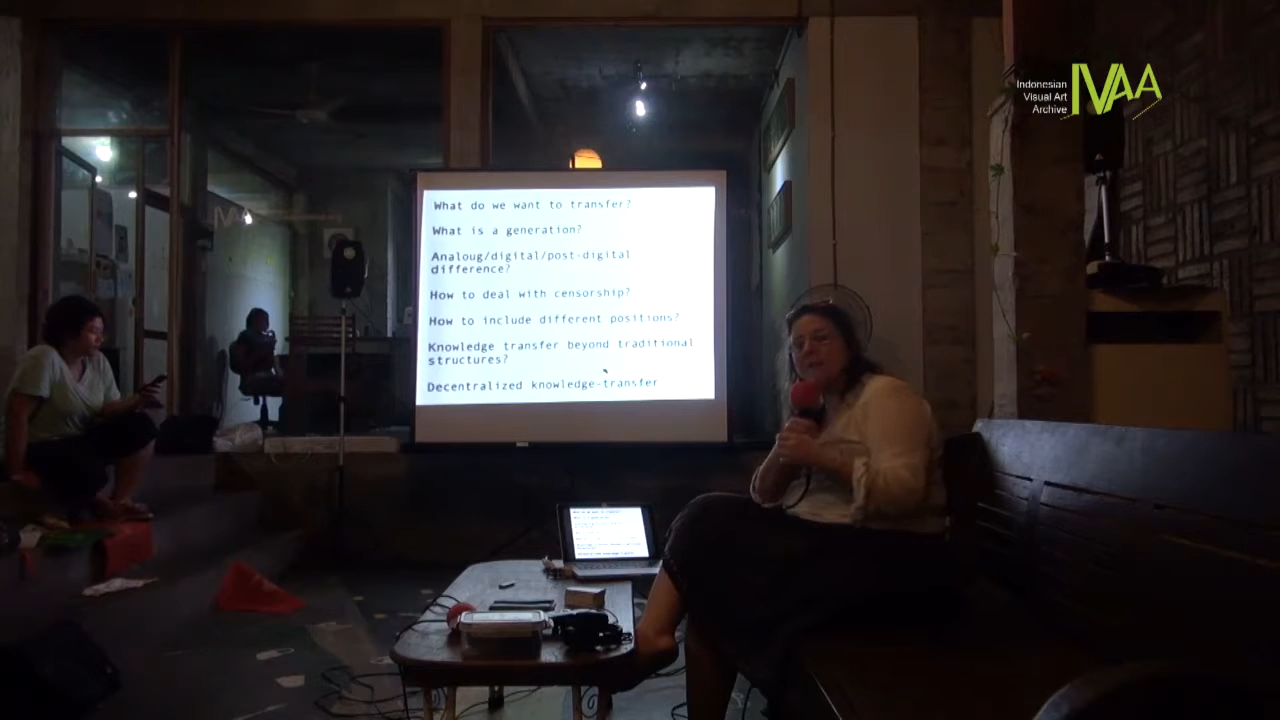 Indonesian
Visual Art
Archive
IVAA
What do we want to transfer?
What is a generation?
Analoug/digital/post-digital
difference?
How to deal with censorship?
How to include different positions?
Knowledge transfer beyond traditional
structures?
Decentralized knowledge-transfer